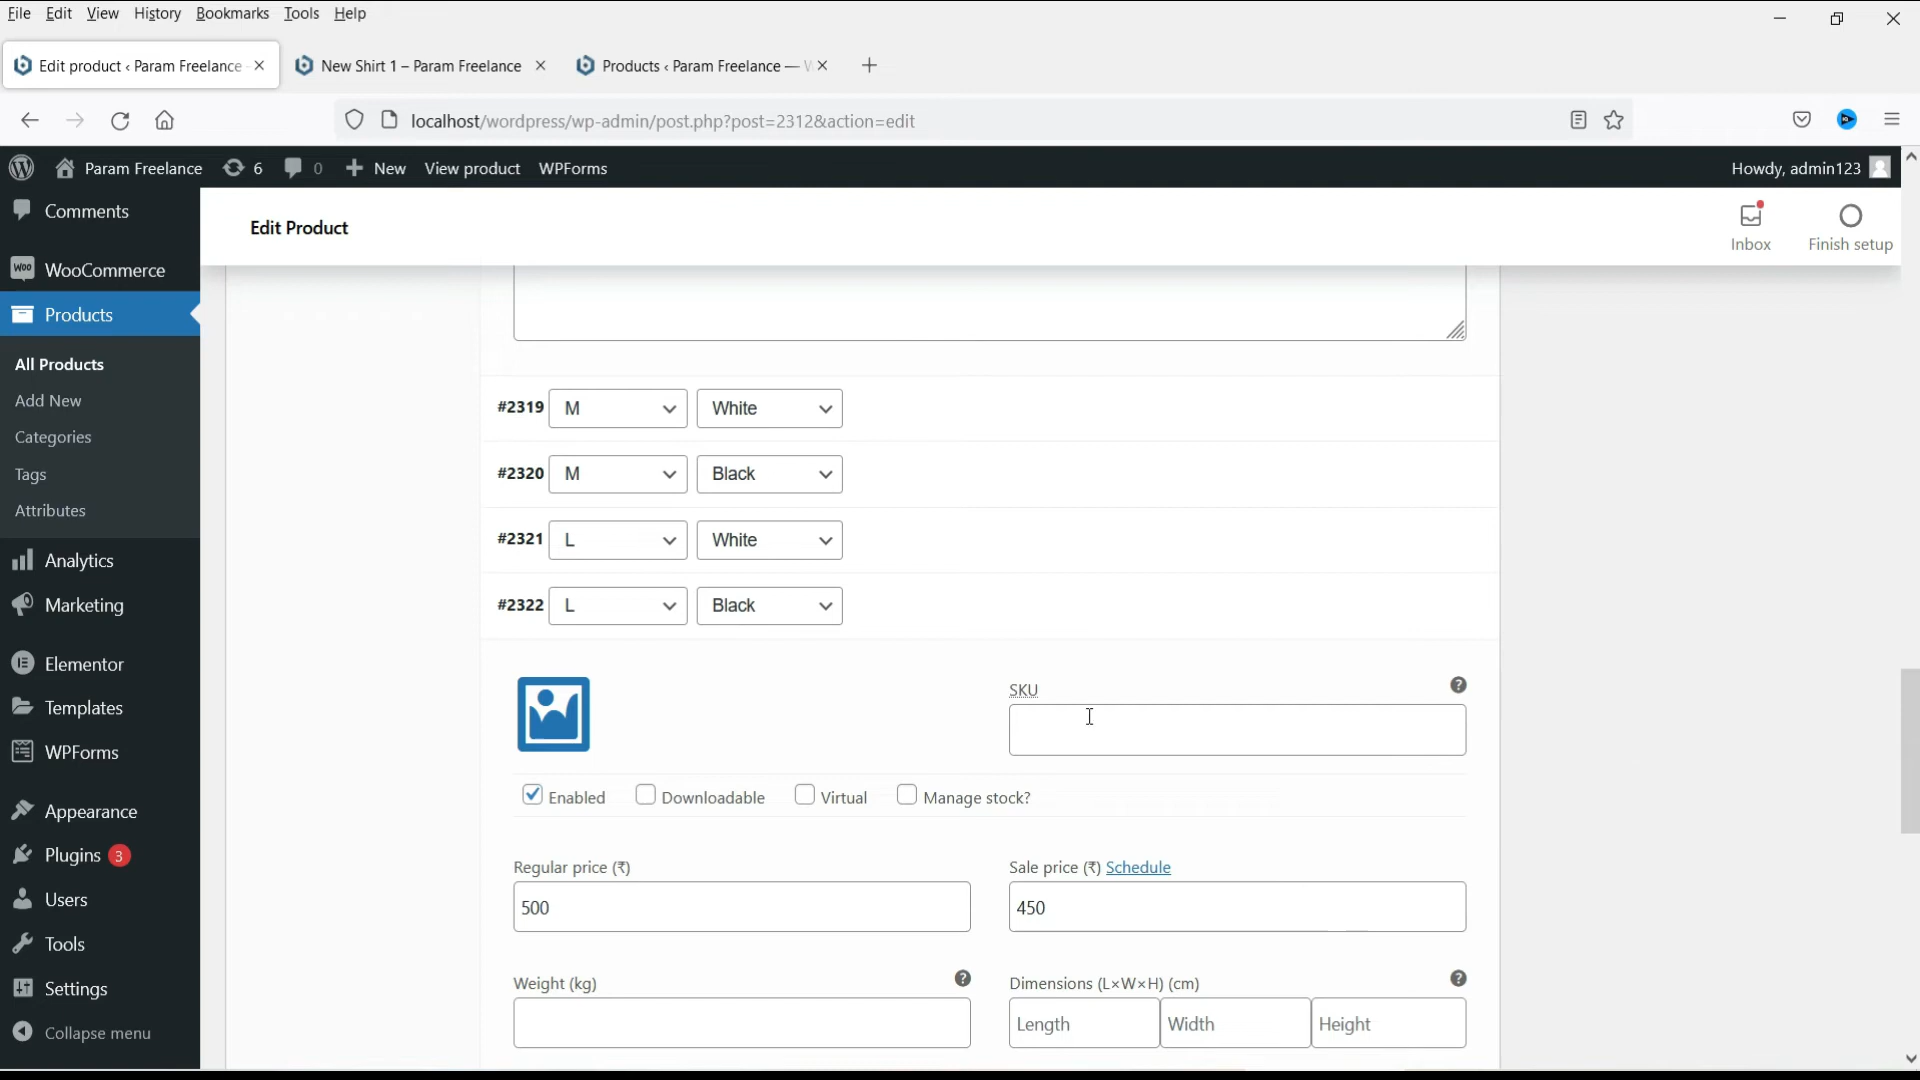 File Edit View History Bookmarks Tools Help
Edit product ‹ Param Freelance
New Shirt 1 – Param Freelance
Products ‹ Param Freelance —
localhost/wordpress/wp-admin/post.php?post=2312&action=edit
Param Freelance 6 0 New View product WPForms Howdy, admin123
Comments
WooCommerce
Products
All Products
Add New
Categories
Tags
Attributes
Analytics
Marketing
Elementor
Templates
WPForms
Appearance
Plugins 3
Users
Tools
Settings
Collapse menu
Edit Product
Inbox
Finish setup
#2319 M White
#2320 M Black
#2321 L White
#2322 L Black
SKU
Enabled Downloadable Virtual Manage stock?
Regular price (₹)
500
Sale price (₹) Schedule
450
Weight (kg)
Dimensions (L×W×H) (cm)
Length Width Height